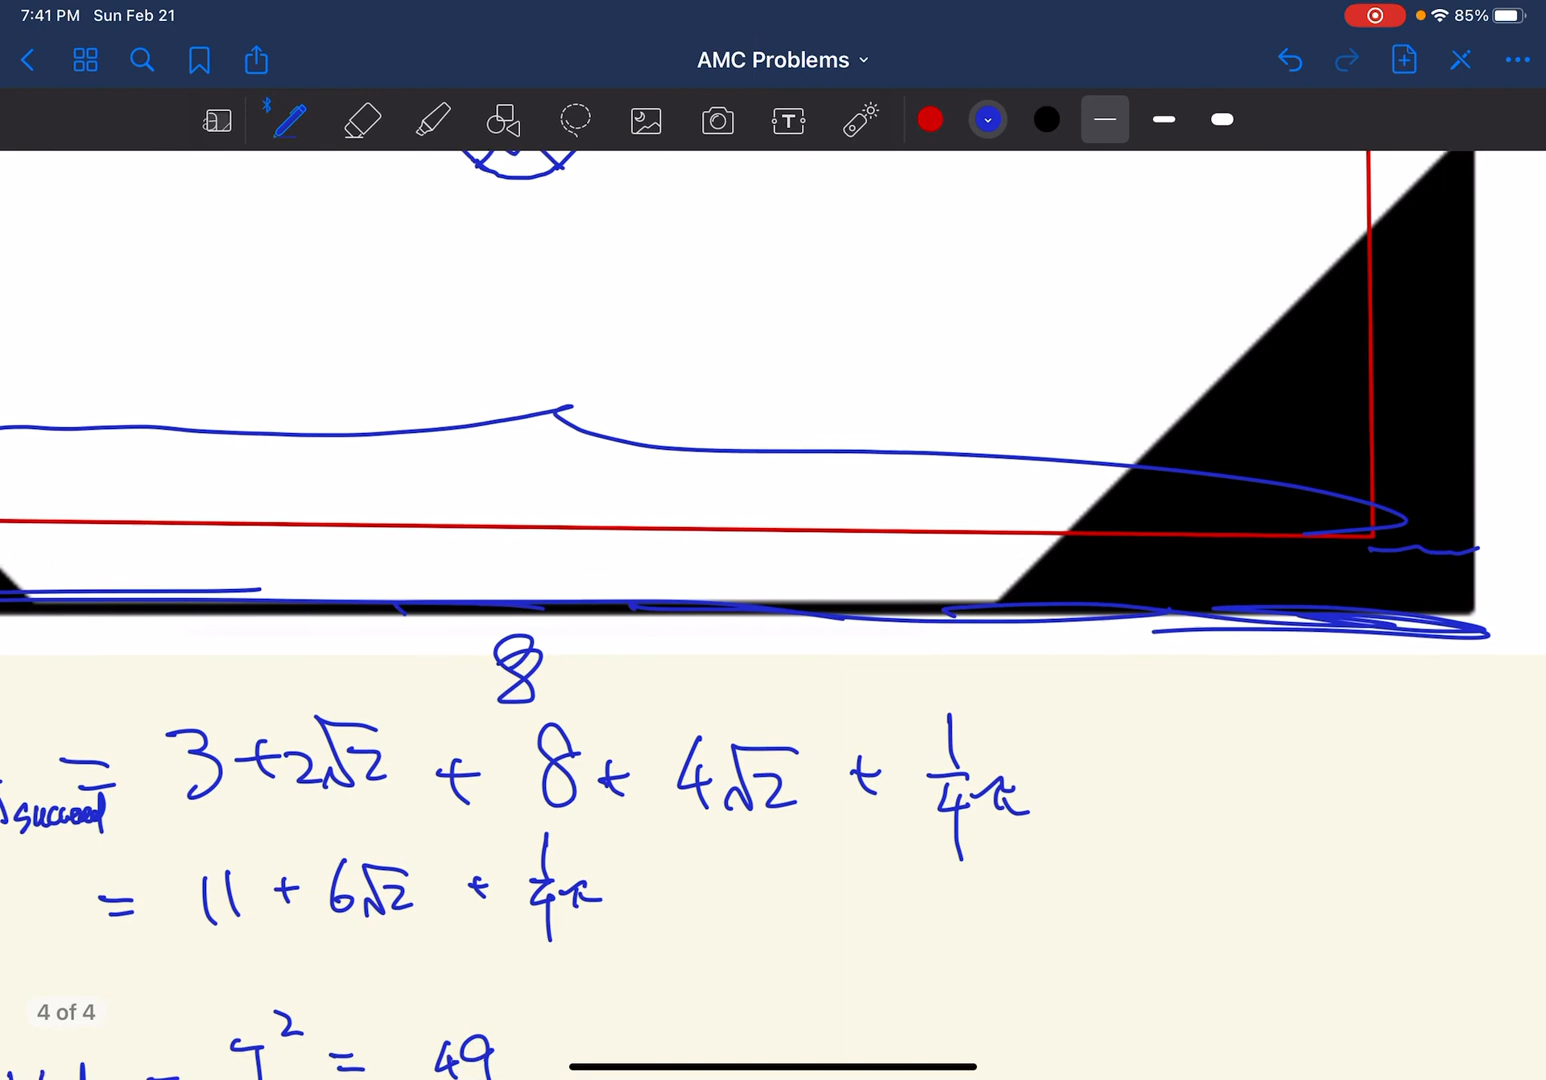 7:41 PM Sun Feb 21
85%
AMC Problems
T
8
= 3 + 2√2 + 8 + 4√2 + 1/4 π
succeed
= 11 + 6√2 + 1/4 π
4 of 4
7² = 49